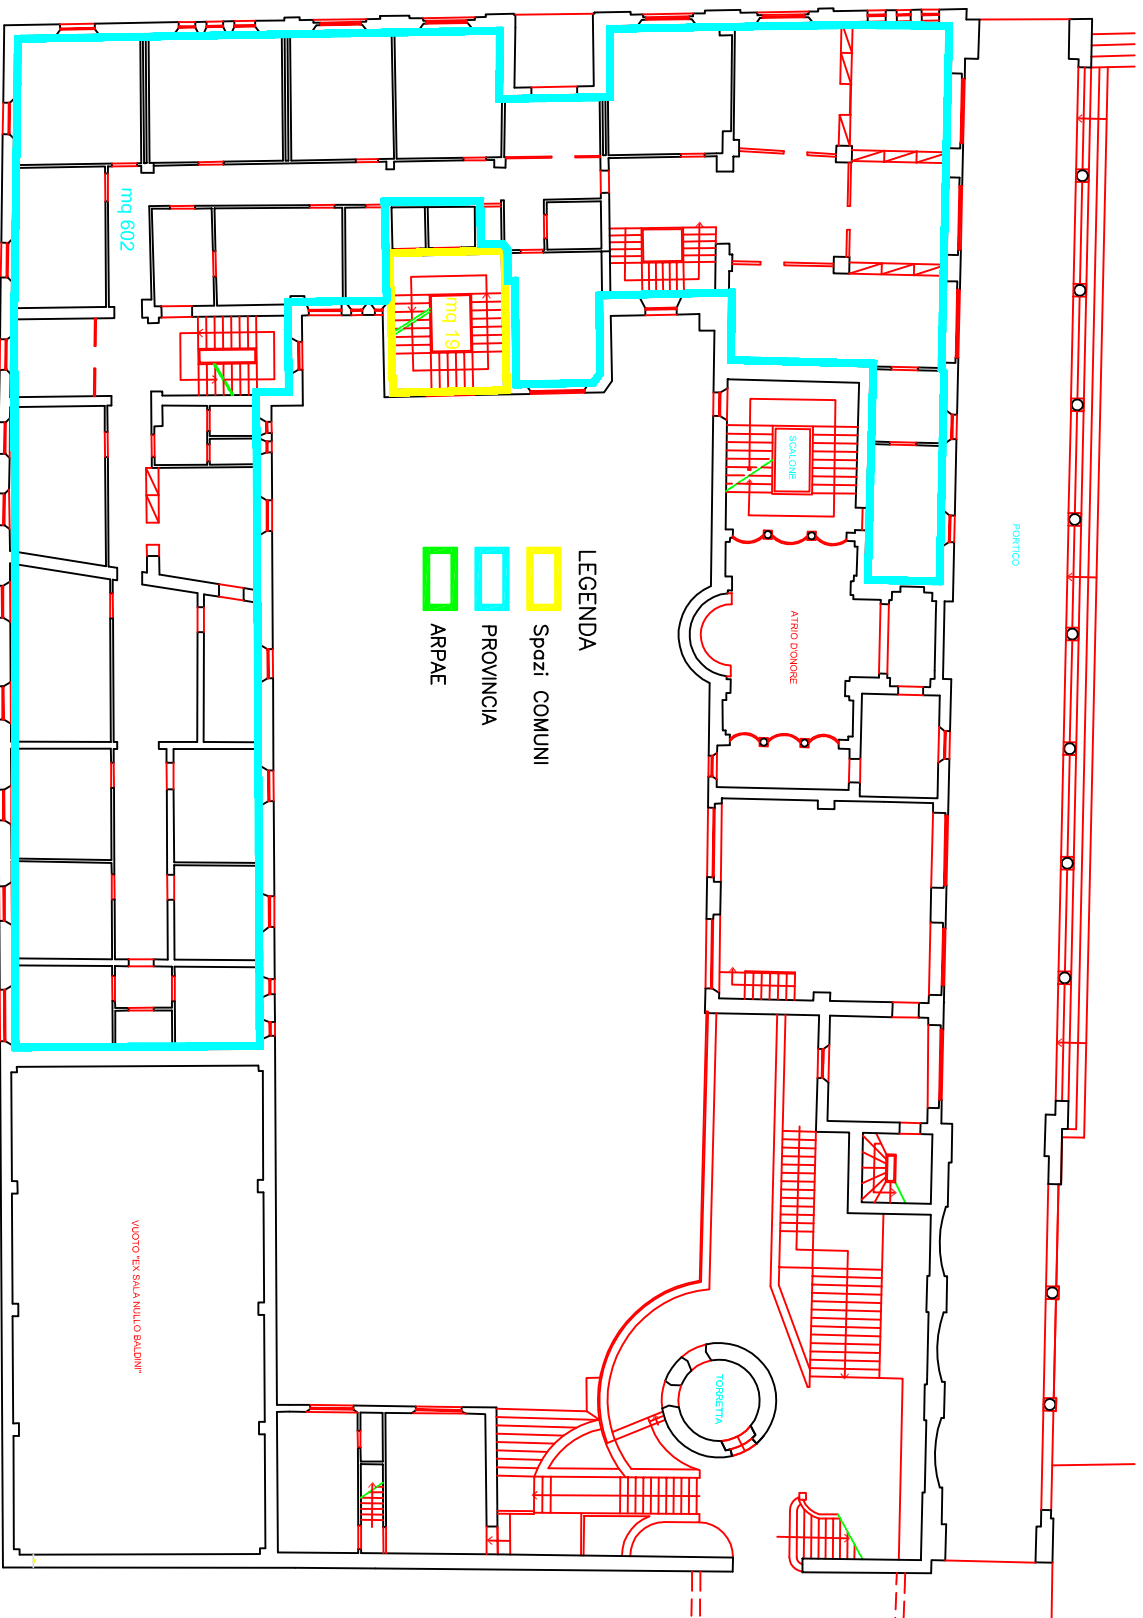 mq 602
mq 19
SCALONE
PORTICO
ATRIO D'ONORE
LEGENDA
Spazi COMUNI
PROVINCIA
ARPAE
TORRETTA
VUOTO "EX SALA NULLO BALDINI"